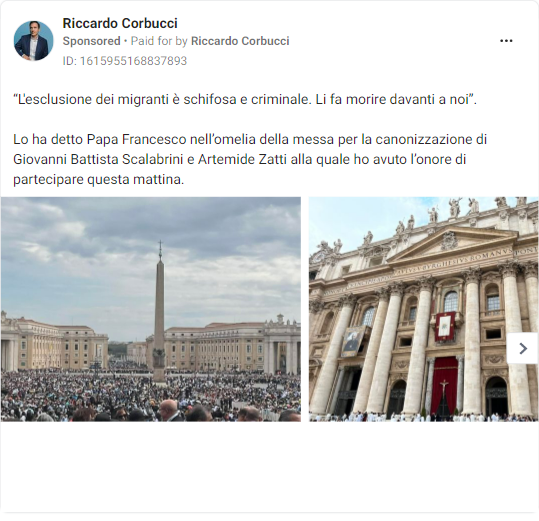 Riccardo Corbucci
Sponsored • Paid for by Riccardo Corbucci
ID: 1615955168837893
“L'esclusione dei migranti è schifosa e criminale. Li fa morire davanti a noi”.
Lo ha detto Papa Francesco nell’omelia della messa per la canonizzazione di
Giovanni Battista Scalabrini e Artemide Zatti alla quale ho avuto l’onore di
partecipare questa mattina.